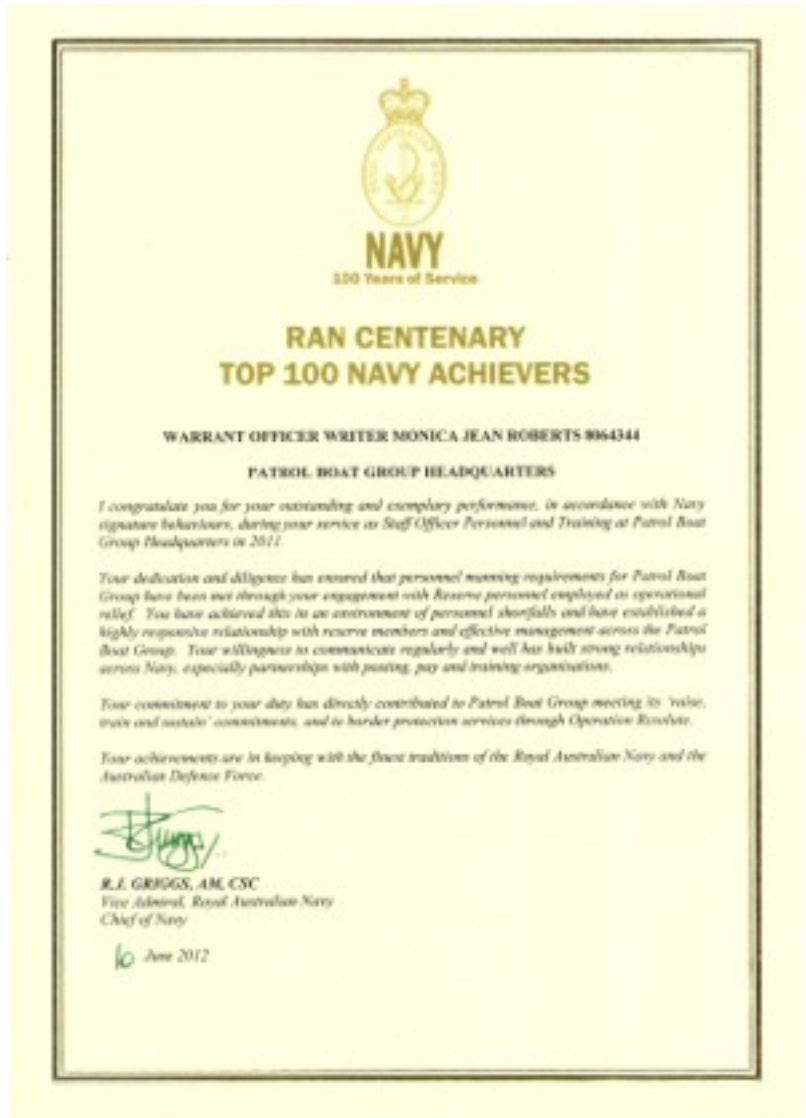 NAVY
100 Years of Service
RAN CENTENARY
TOP 100 NAVY ACHIEVERS
WARRANT OFFICER WRITER MONICA JEAN ROBERTS 8064344
PATROL BOAT GROUP HEADQUARTERS
I congratulate you for your outstanding and exemplary performance, in accordance with Navy
signature behaviours, during your service as Staff Officer Personnel and Training at Patrol Boat
Group Headquarters in 2011.
Your dedication and diligence has ensured that personnel manning requirements for Patrol Boat
Group have been met through your engagement with Reserve personnel employed as operational
relief. You have achieved this in an environment of personnel shortfalls and have established a
highly responsive relationship with reserve members and effective management across the Patrol
Boat Group. Your willingness to communicate regularly and well has built strong relationships
across Navy, especially partnerships with posting, pay and training organisations.
Your commitment to your duty has directly contributed to Patrol Boat Group meeting its 'raise,
train and sustain' commitments, and to border protection services through Operation Resolute.
Your achievements are in keeping with the finest traditions of the Royal Australian Navy and the
Australian Defence Force.
R.J. GRIGGS, AM, CSC
Vice Admiral, Royal Australian Navy
Chief of Navy
June 2012